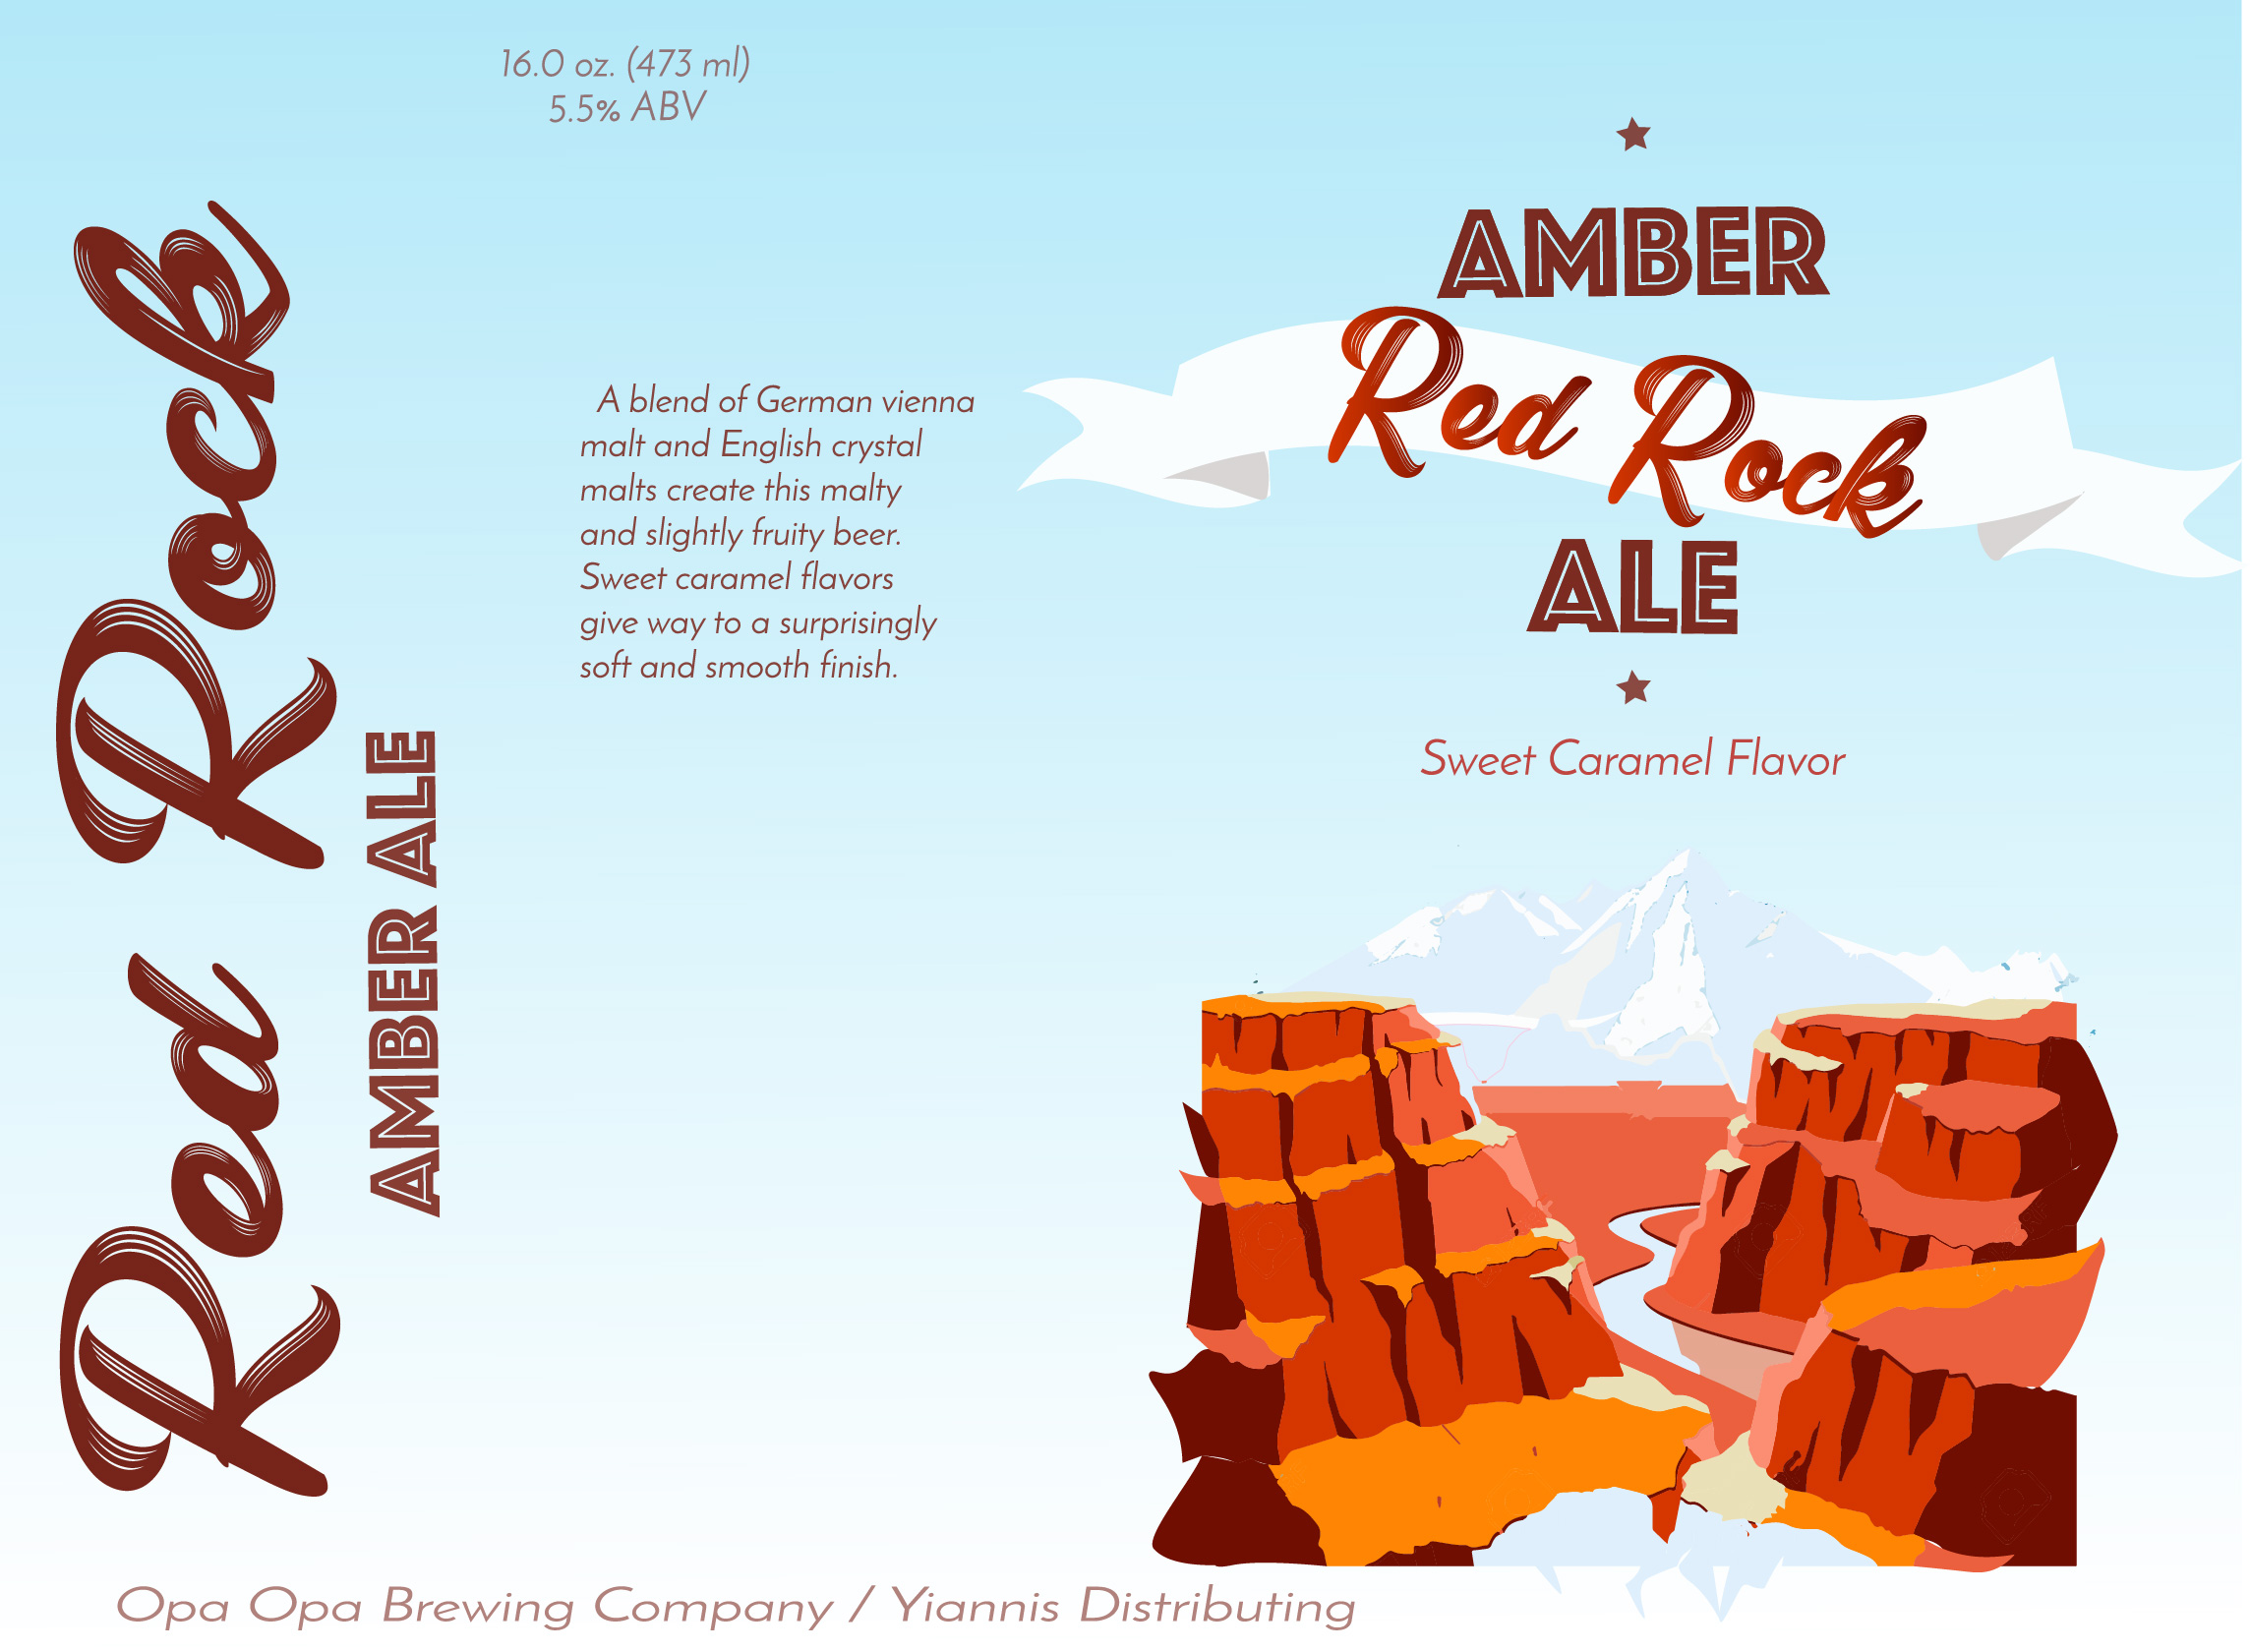 16.0 oz. (473 ml)
5.5% ABV
Red Rock
AMBER ALE
A blend of German vienna
malt and English crystal
malts create this malty
and slightly fruity beer.
Sweet caramel flavors
give way to a surprisingly
soft and smooth finish.
AMBER
Red Rock
ALE
Sweet Caramel Flavor
Opa Opa Brewing Company / Yiannis Distributing